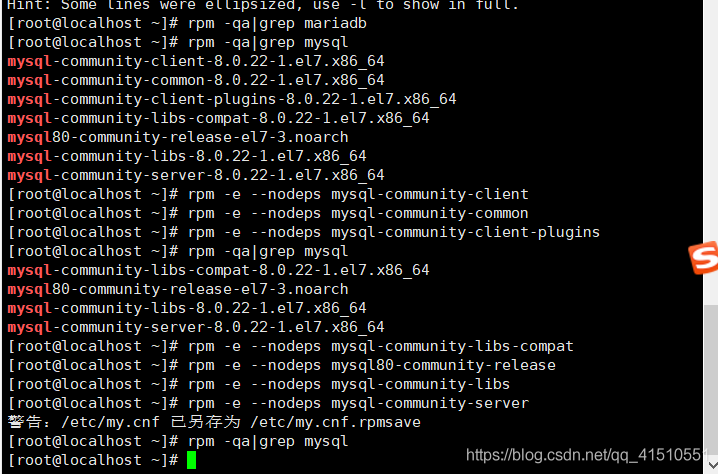 Hint: Some lines were ellipsized, use -l to show in full.
[root@localhost ~]# rpm -qa|grep mariadb
[root@localhost ~]# rpm -qa|grep mysql
mysql-community-client-8.0.22-1.el7.x86_64
mysql-community-common-8.0.22-1.el7.x86_64
mysql-community-client-plugins-8.0.22-1.el7.x86_64
mysql-community-libs-compat-8.0.22-1.el7.x86_64
mysql80-community-release-el7-3.noarch
mysql-community-libs-8.0.22-1.el7.x86_64
mysql-community-server-8.0.22-1.el7.x86_64
[root@localhost ~]# rpm -e --nodeps mysql-community-client
[root@localhost ~]# rpm -e --nodeps mysql-community-common
[root@localhost ~]# rpm -e --nodeps mysql-community-client-plugins
[root@localhost ~]# rpm -qa|grep mysql
mysql-community-libs-compat-8.0.22-1.el7.x86_64
mysql80-community-release-el7-3.noarch
mysql-community-libs-8.0.22-1.el7.x86_64
mysql-community-server-8.0.22-1.el7.x86_64
[root@localhost ~]# rpm -e --nodeps mysql-community-libs-compat
[root@localhost ~]# rpm -e --nodeps mysql80-community-release
[root@localhost ~]# rpm -e --nodeps mysql-community-libs
[root@localhost ~]# rpm -e --nodeps mysql-community-server
警告：/etc/my.cnf 已另存为 /etc/my.cnf.rpmsave
[root@localhost ~]# rpm -qa|grep mysql
[root@localhost ~]#
https://blog.csdn.net/qq_41510551
S